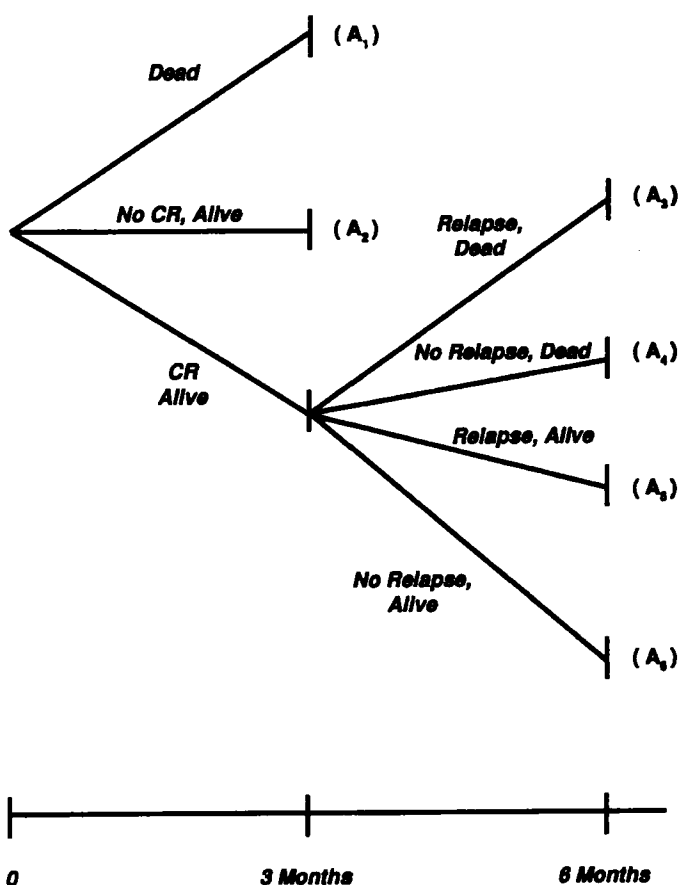 ( A₁ )
Dead
No CR, Alive
( A₂ )
( A₃ )
Relapse,
Dead
No Relapse, Dead
( A₄ )
CR
Alive
Relapse, Alive
( A₅ )
No Relapse,
Alive
( A₆ )
0 3 Months 6 Months